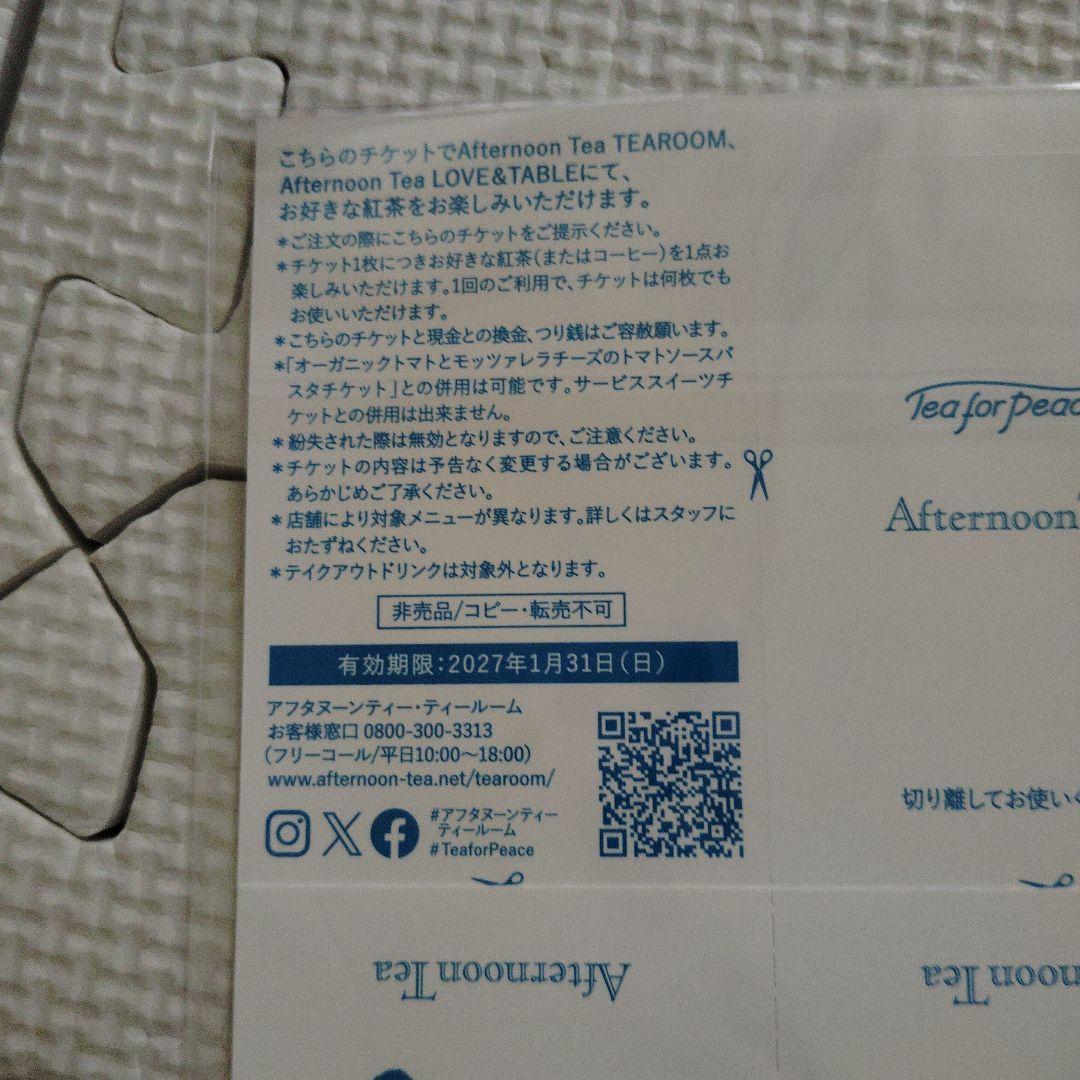 こちらのチケットでAfternoon Tea TEAROOM、
Afternoon Tea LOVE&TABLEにて、
お好きな紅茶をお楽しみいただけます。
＊ご注文の際にこちらのチケットをご提示ください。
＊チケット1枚につきお好きな紅茶（またはコーヒー）を1点お
楽しみいただけます。1回のご利用で、チケットは何枚でも
お使いいただけます。
＊こちらのチケットと現金との換金、つり銭はご容赦願います。
＊「オーガニックトマトとモッツァレラチーズのトマトソースパ
スタチケット」との併用は可能です。サービススイーツチ
ケットとの併用は出来ません。
＊紛失された際は無効となりますので、ご注意ください。
＊チケットの内容は予告なく変更する場合がございます。
あらかじめご了承ください。
＊店舗により対象メニューが異なります。詳しくはスタッフに
おたずねください。
＊テイクアウトドリンクは対象外となります。
非売品/コピー・転売不可
有効期限：2027年1月31日（日）
アフタヌーンティー・ティールーム
お客様窓口 0800-300-3313
（フリーコール/平日10:00〜18:00）
www.afternoon-tea.net/tearoom/
#アフタヌーンティー
ティールーム
#TeaforPeace
Tea for Peac
Afternoon
切り離してお使いく
Afternoon Tea
noon Tea